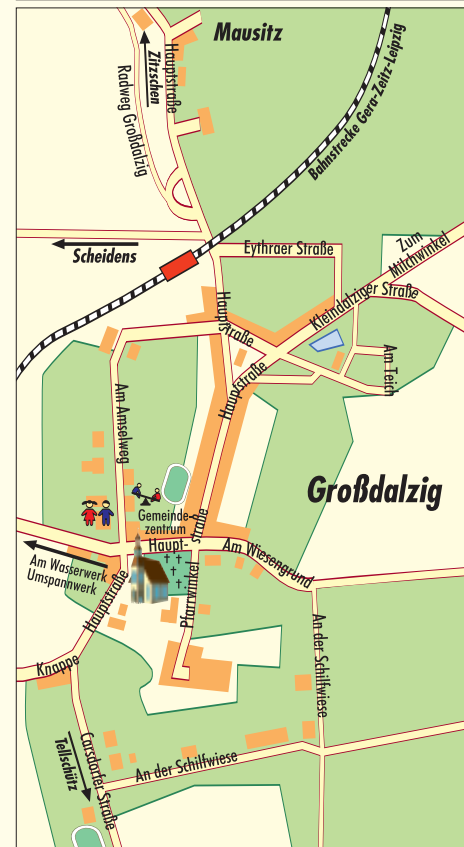 Mausitz
Hauptstraße
Zitzschen
Radweg Großdalzig
Bahnstrecke Gera-Zeitz-Leipzig
Scheidens
Eythraer Straße
Zum
Milchwinkel
Kleindalziger Straße
Hauptstraße
Hauptstraße
Am Teich
Am Amselweg
Großdalzig
Gemeinde-
zentrum
Haupt-
straße
Am Wiesengrund
Am Wasserwerk
Umspannwerk
Hauptstraße
Pfarrwinkel
An der Schilfwiese
Knappe
Carsdorfer Straße
Tellschütz
An der Schilfwiese